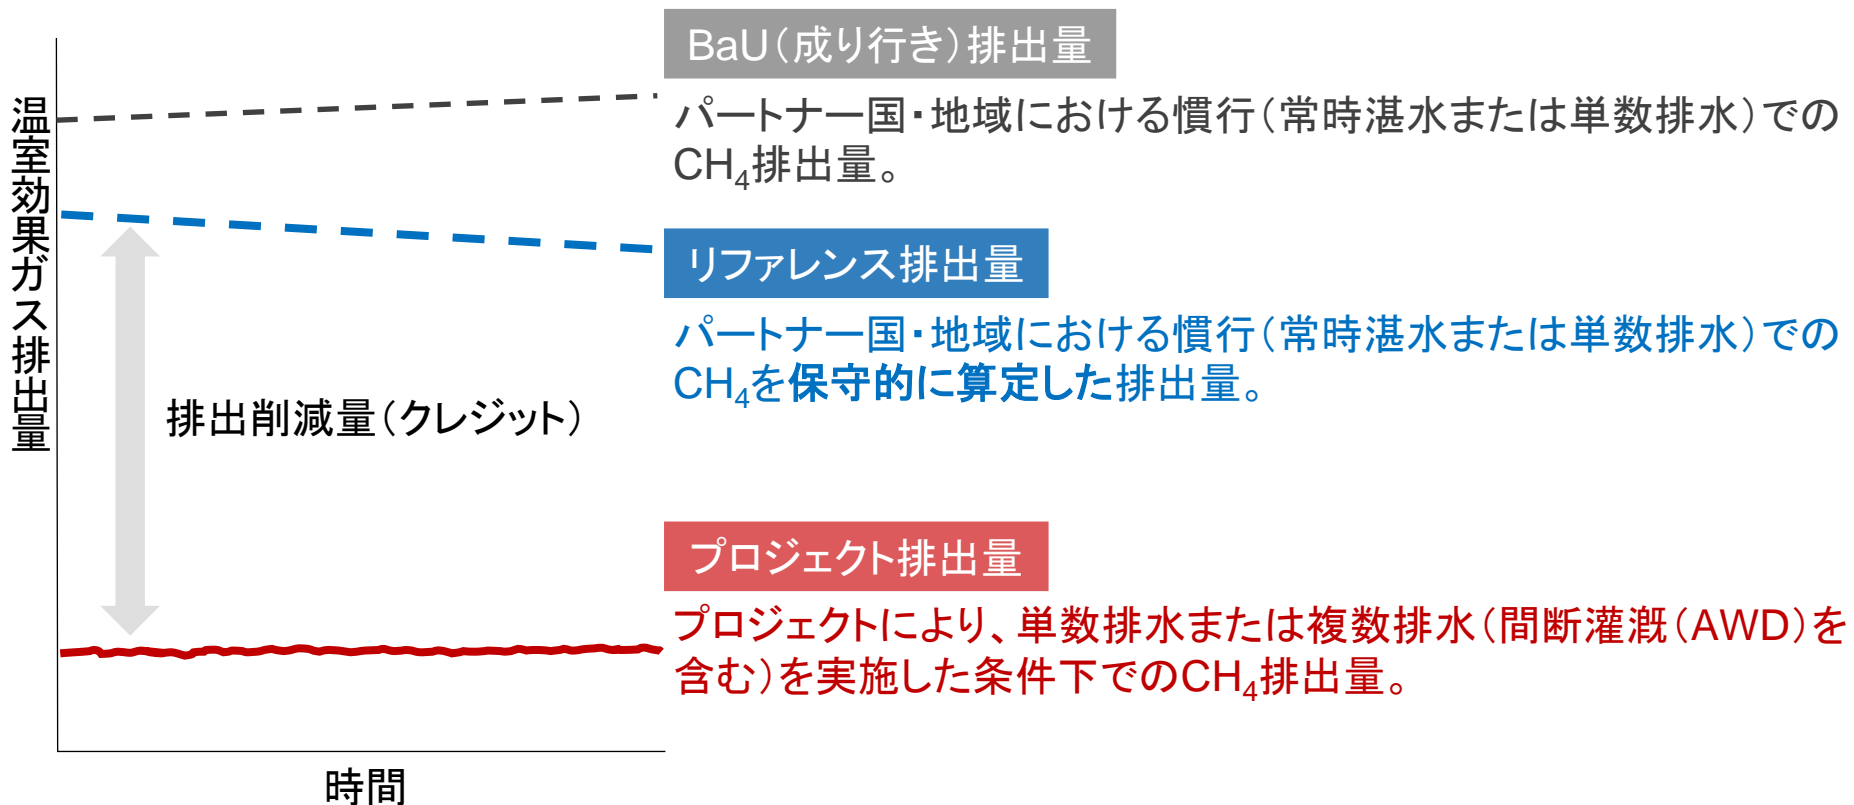 温室効果ガス排出量
BaU（成り行き）排出量
パートナー国・地域における慣行（常時湛水または単数排水）での
CH₄排出量。
リファレンス排出量
パートナー国・地域における慣行（常時湛水または単数排水）での
CH₄を保守的に算定した排出量。
排出削減量（クレジット）
プロジェクト排出量
プロジェクトにより、単数排水または複数排水（間断灌漑（AWD）を
含む）を実施した条件下でのCH₄排出量。
時間